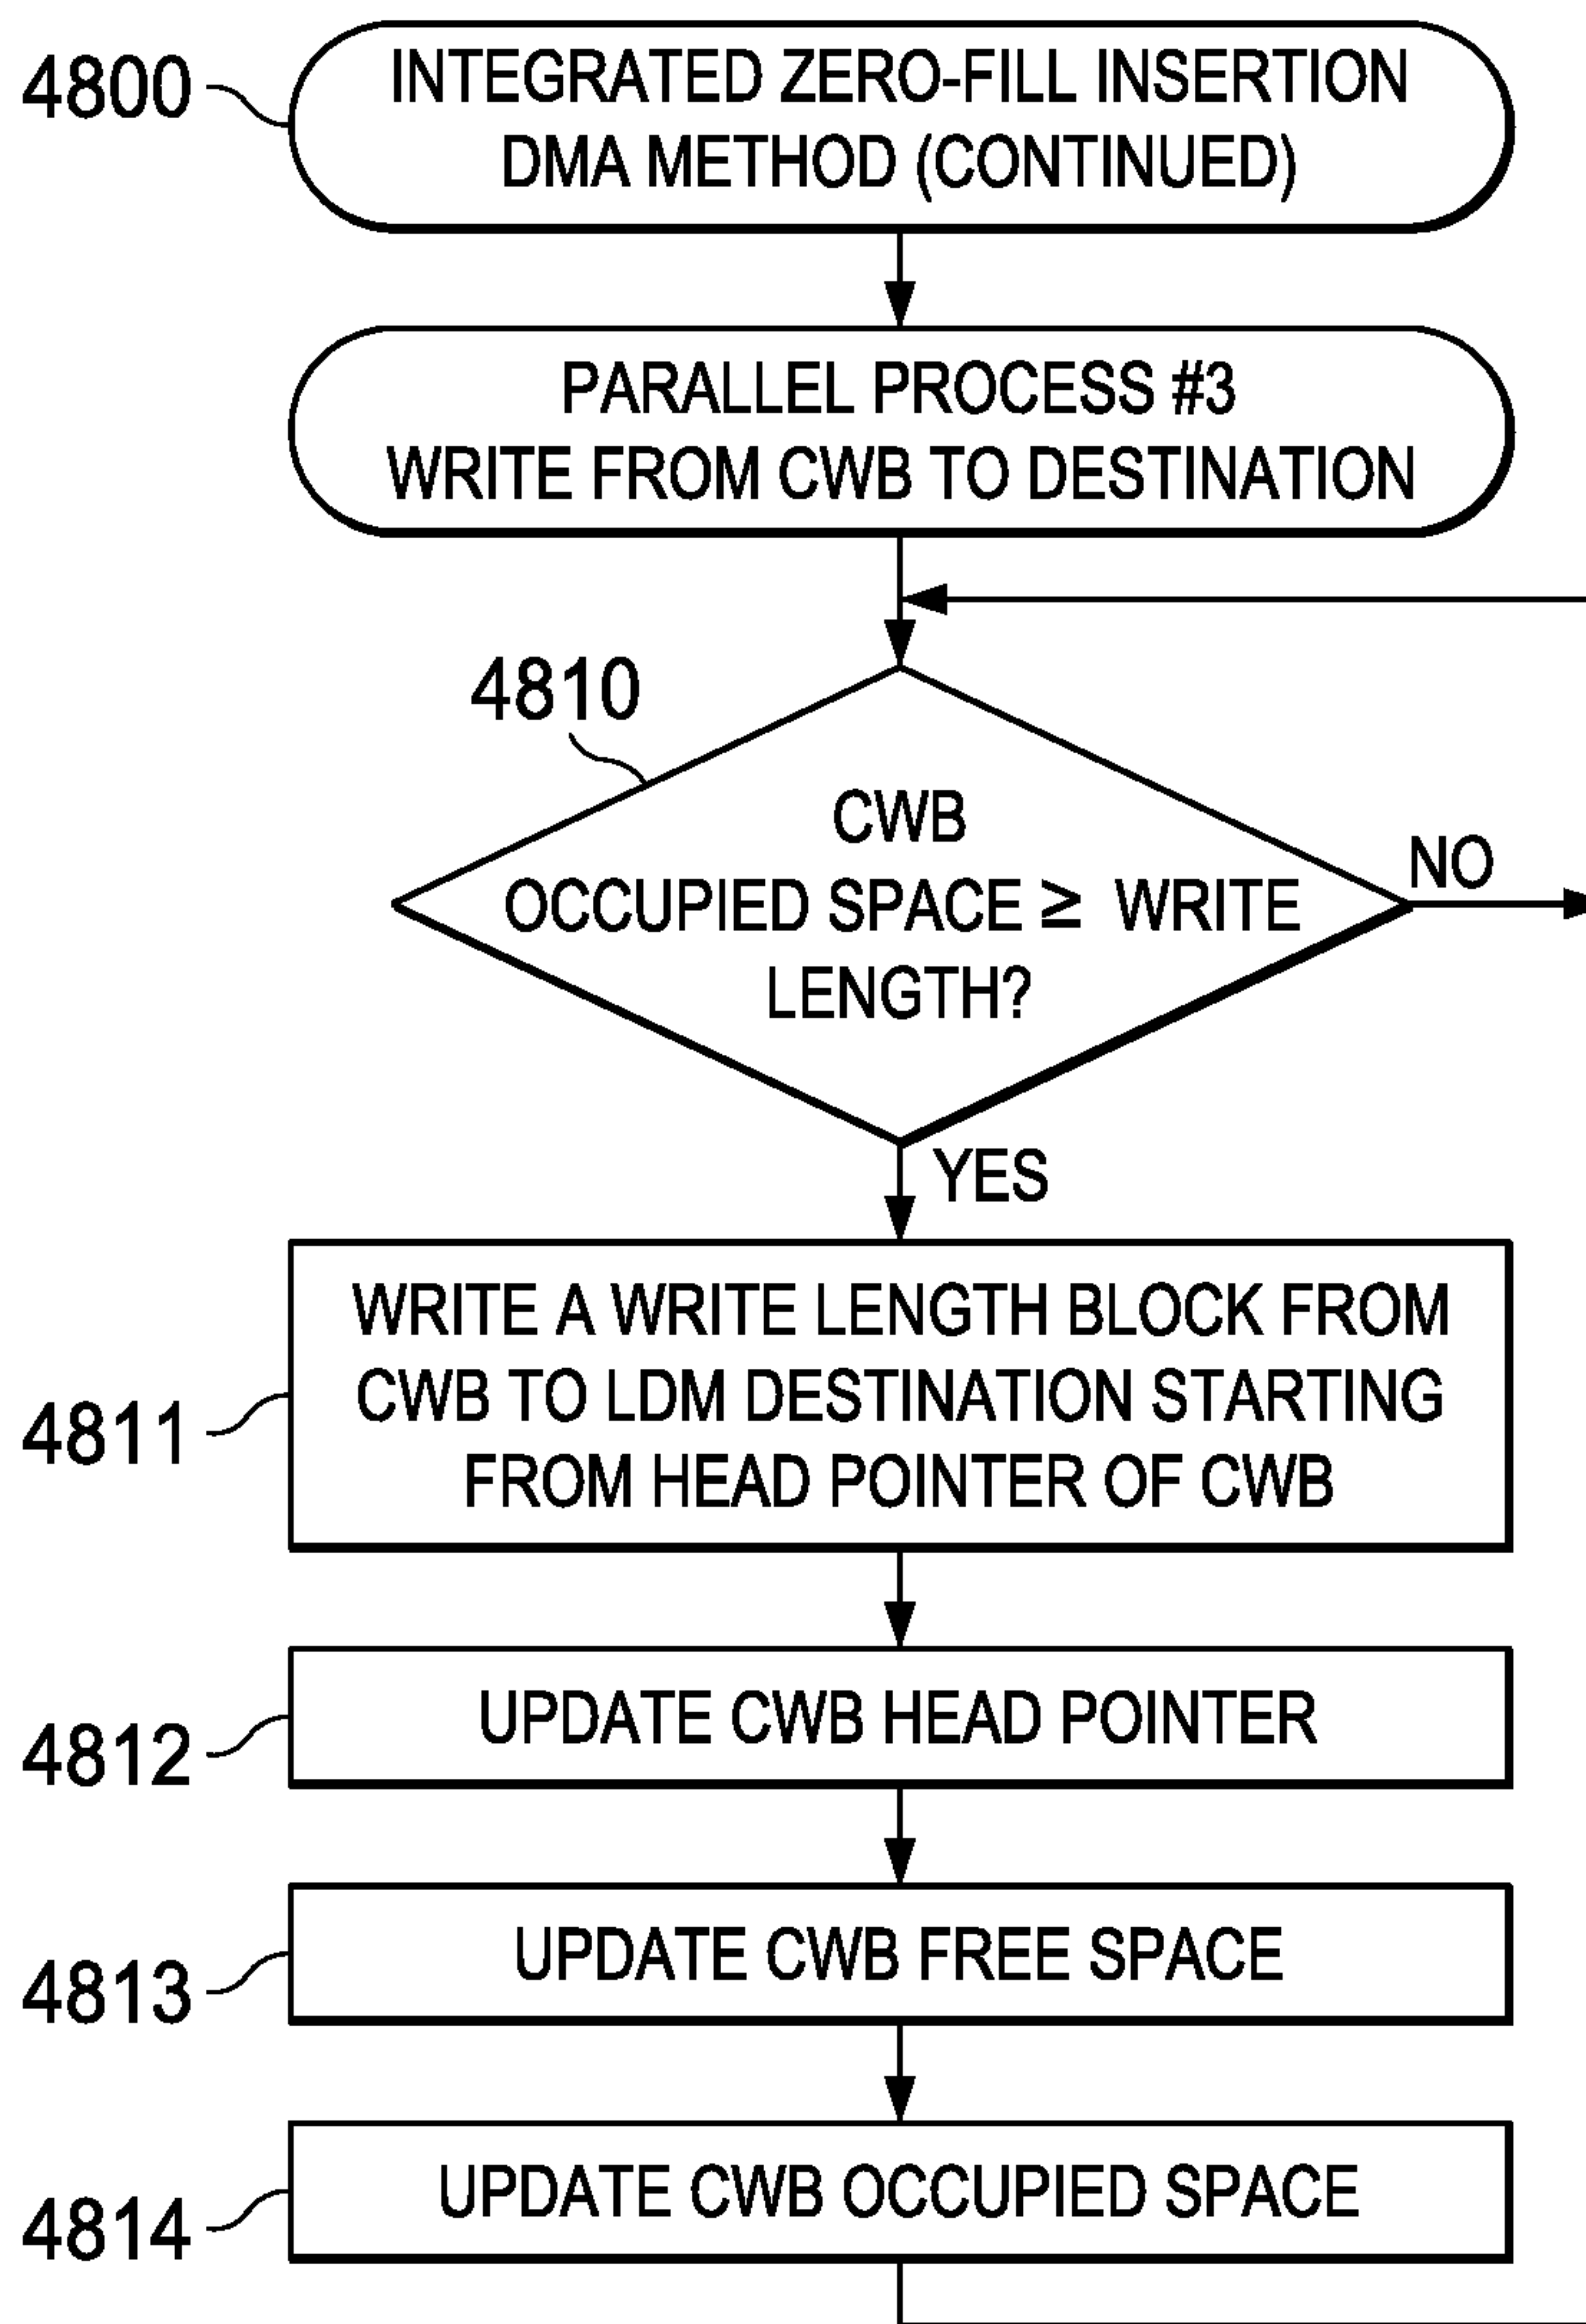 4800
INTEGRATED ZERO-FILL INSERTION
DMA METHOD (CONTINUED)
PARALLEL PROCESS #3
WRITE FROM CWB TO DESTINATION
4810
CWB
OCCUPIED SPACE ≥ WRITE
LENGTH?
NO
YES
4811
WRITE A WRITE LENGTH BLOCK FROM
CWB TO LDM DESTINATION STARTING
FROM HEAD POINTER OF CWB
4812
UPDATE CWB HEAD POINTER
4813
UPDATE CWB FREE SPACE
4814
UPDATE CWB OCCUPIED SPACE